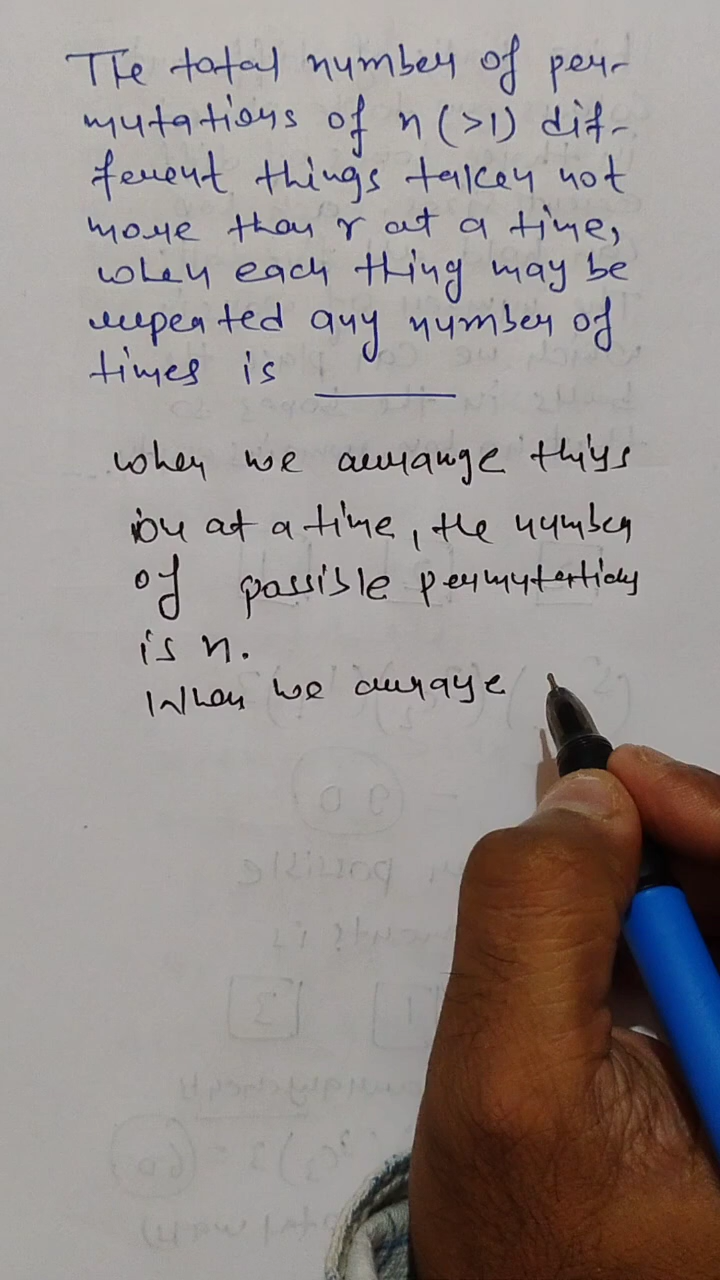 The total number of per-
mutations of n (>1) dif-
ferent things taken not
more than r at a time,
when each thing may be
repeated any number of
times is ______
When we arrange things
at a time, the number
of possible permutations
is n.
When we arrange